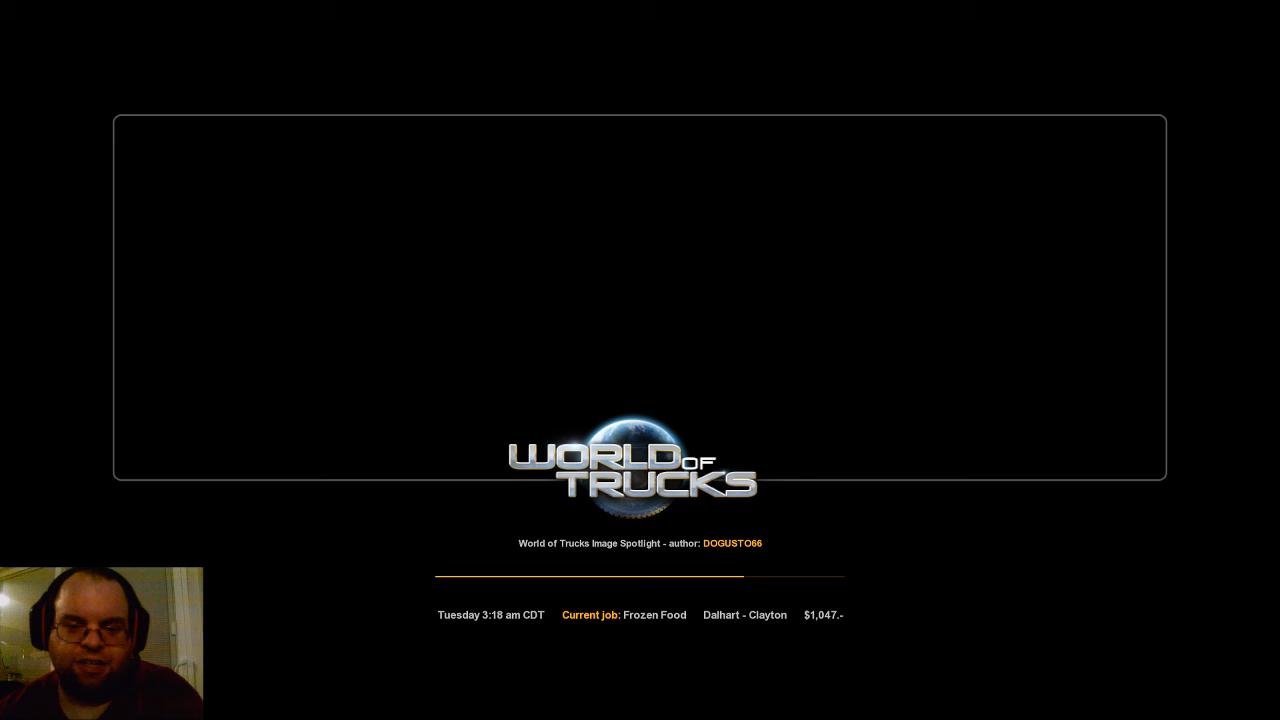 WORLD OF
TRUCKS
World of Trucks Image Spotlight - author: DOGUSTO66
Tuesday 3:18 am CDT Current job: Frozen Food Dalhart - Clayton $1,047.-